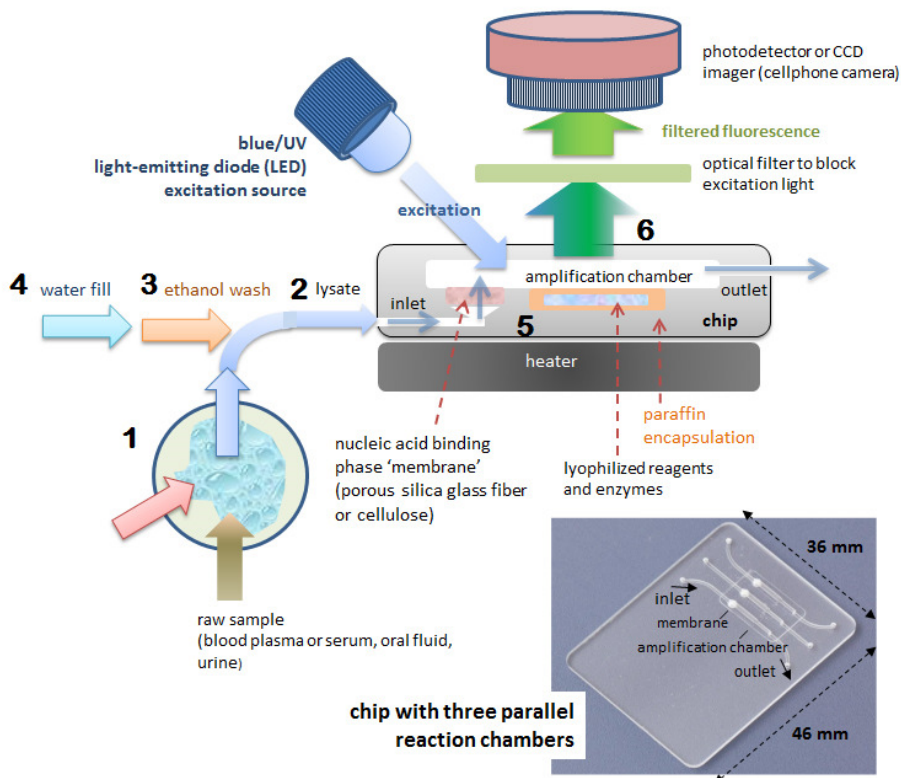 photodetector or CCD
imager (cellphone camera)
blue/UV
light-emitting diode (LED)
excitation source
filtered fluorescence
optical filter to block
excitation light
excitation
6
4 water fill
3 ethanol wash
2 lysate
inlet
amplification chamber
outlet
5
chip
heater
1
nucleic acid binding
phase ‘membrane’
(porous silica glass fiber
or cellulose)
lyophilized reagents
and enzymes
paraffin
encapsulation
raw sample
(blood plasma or serum, oral fluid,
urine)
36 mm
inlet
membrane
amplification chamber
outlet
46 mm
chip with three parallel
reaction chambers